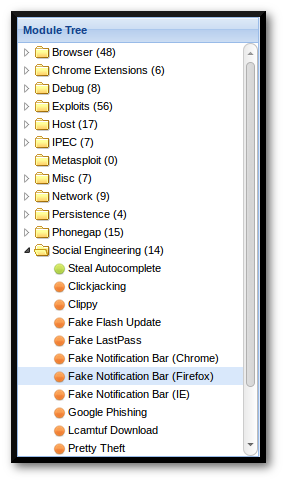 Module Tree
Browser (48)
Chrome Extensions (6)
Debug (8)
Exploits (56)
Host (17)
IPEC (7)
Metasploit (0)
Misc (7)
Network (9)
Persistence (4)
Phonegap (15)
Social Engineering (14)
Steal Autocomplete
Clickjacking
Clippy
Fake Flash Update
Fake LastPass
Fake Notification Bar (Chrome)
Fake Notification Bar (Firefox)
Fake Notification Bar (IE)
Google Phishing
Lcamtuf Download
Pretty Theft